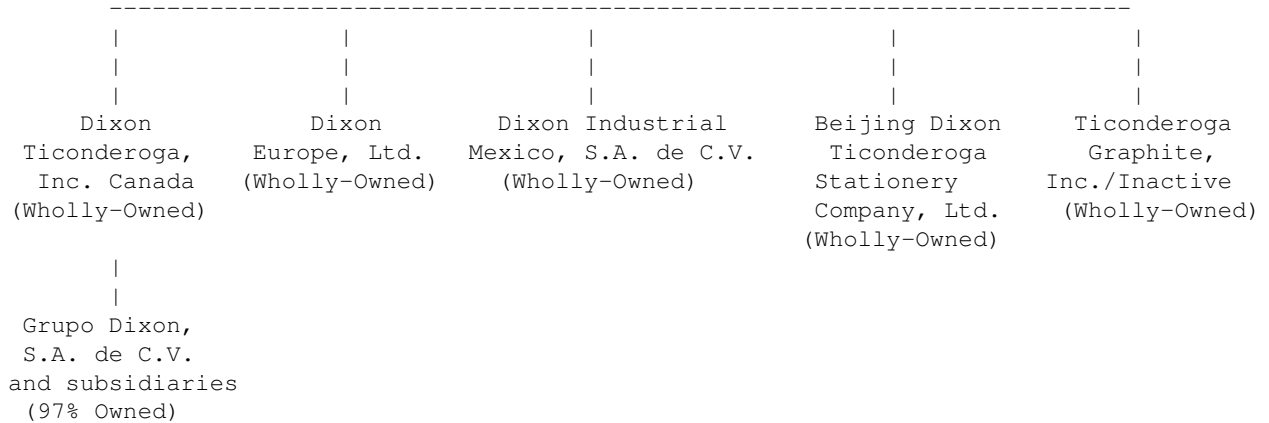 Dixon Ticonderoga, Inc. Canada (Wholly-Owned)
Dixon Europe, Ltd. (Wholly-Owned)
Dixon Industrial Mexico, S.A. de C.V. (Wholly-Owned)
Beijing Dixon Ticonderoga Stationery Company, Ltd. (Wholly-Owned)
Ticonderoga Graphite, Inc./Inactive (Wholly-Owned)
Grupo Dixon,
S.A. de C.V.
and subsidiaries
(97% Owned)